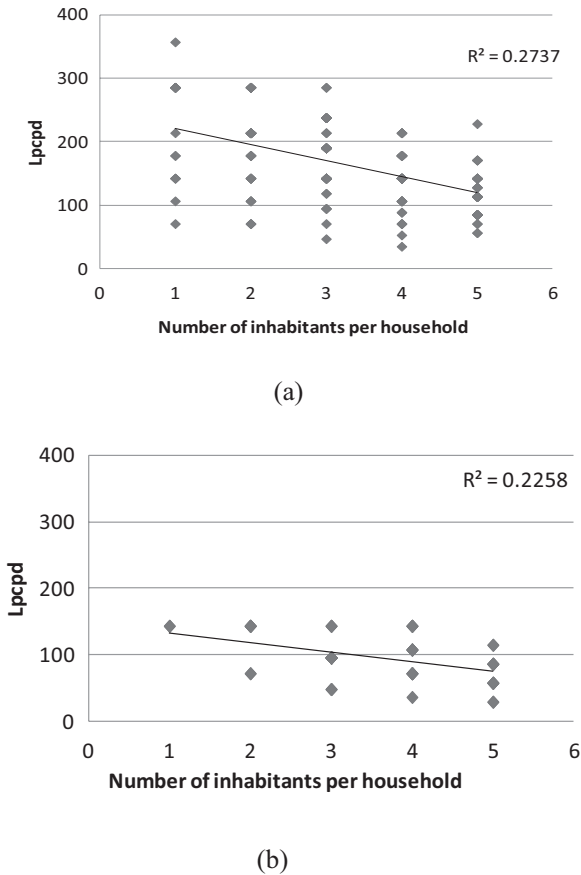 400
R² = 0.2737
300
200
100
0
Lpcpd
0 1 2 3 4 5 6
Number of inhabitants per household
(a)
400
R² = 0.2258
300
200
100
0
Lpcpd
0 1 2 3 4 5 6
Number of inhabitants per household
(b)